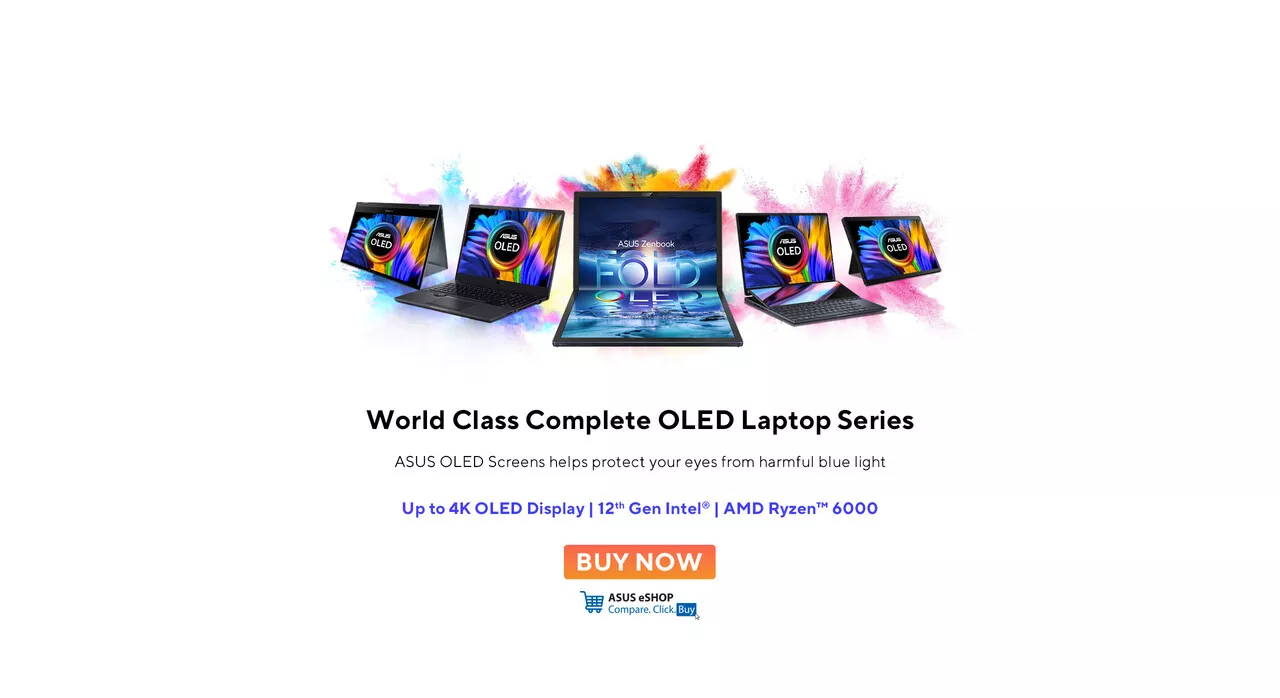 ASUS
OLED
ASUS
OLED
ASUS Zenbook
FOLD
OLED
ASUS
OLED
ASUS
OLED
World Class Complete OLED Laptop Series
ASUS OLED Screens helps protect your eyes from harmful blue light
Up to 4K OLED Display | 12th Gen Intel® | AMD Ryzen™ 6000
BUY NOW
ASUS eSHOP
Compare. Click. Buy